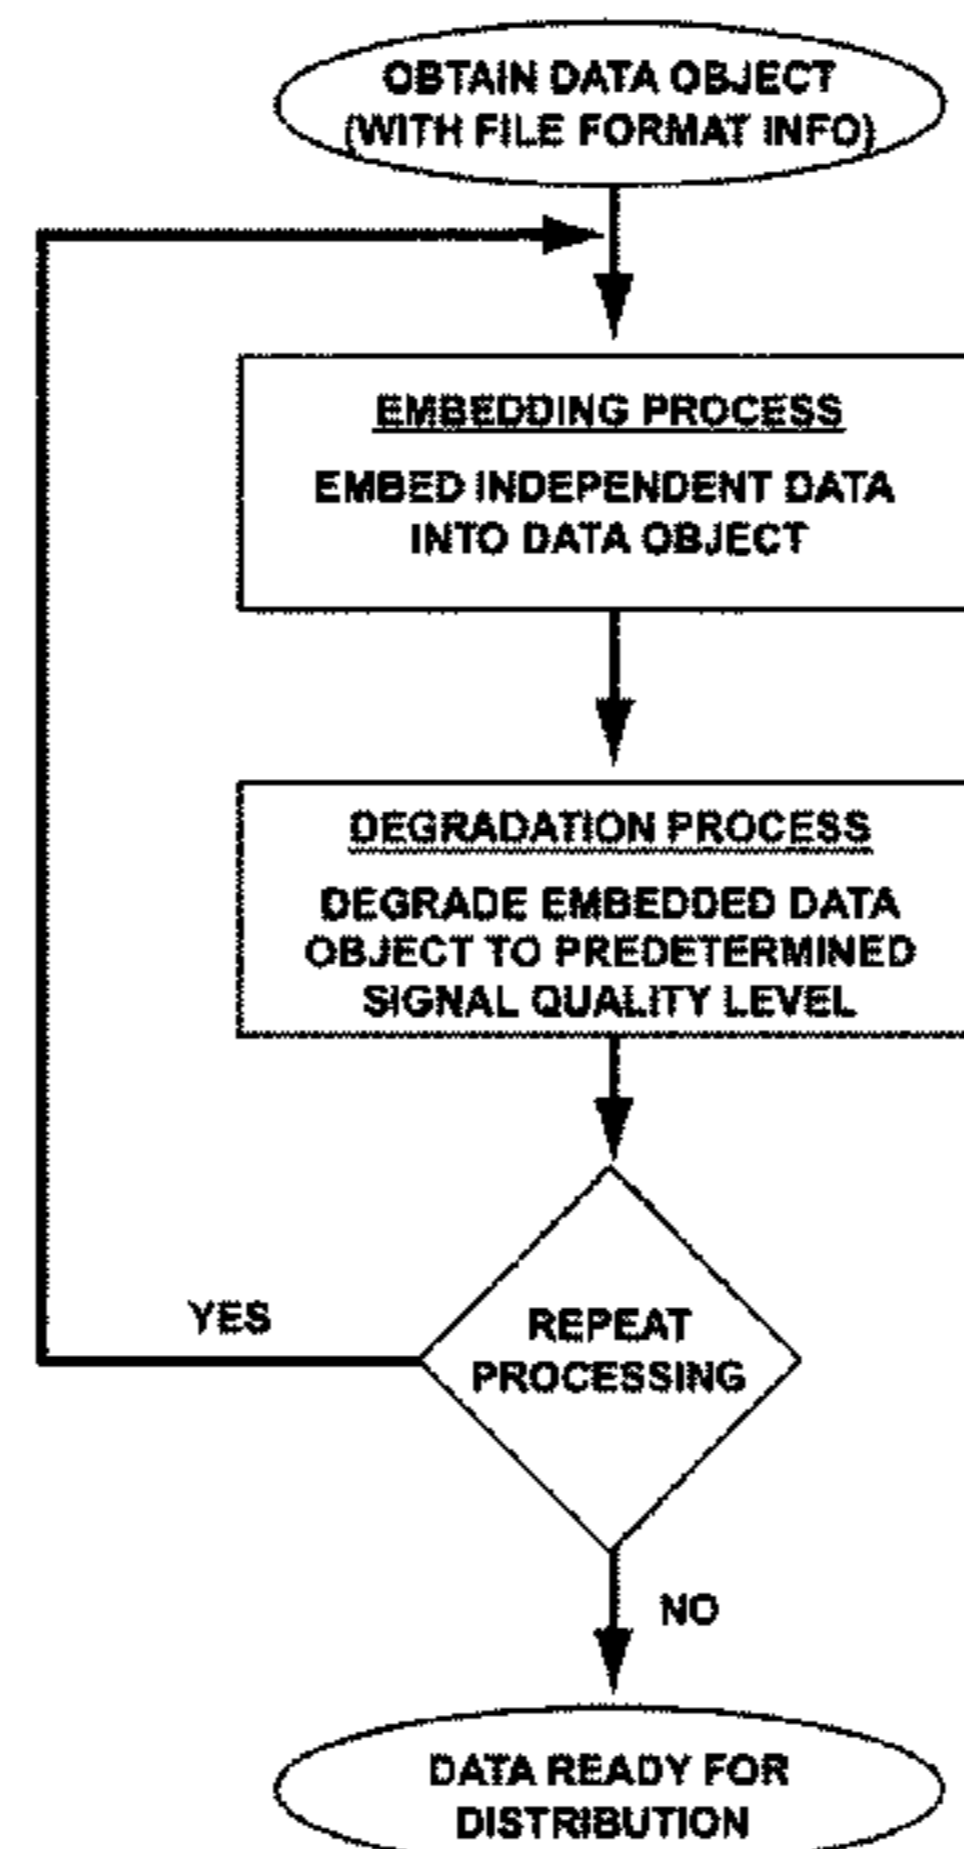 OBTAIN DATA OBJECT
(WITH FILE FORMAT INFO)
EMBEDDING PROCESS
EMBED INDEPENDENT DATA
INTO DATA OBJECT
DEGRADATION PROCESS
DEGRADE EMBEDDED DATA
OBJECT TO PREDETERMINED
SIGNAL QUALITY LEVEL
YES
REPEAT
PROCESSING
NO
DATA READY FOR
DISTRIBUTION